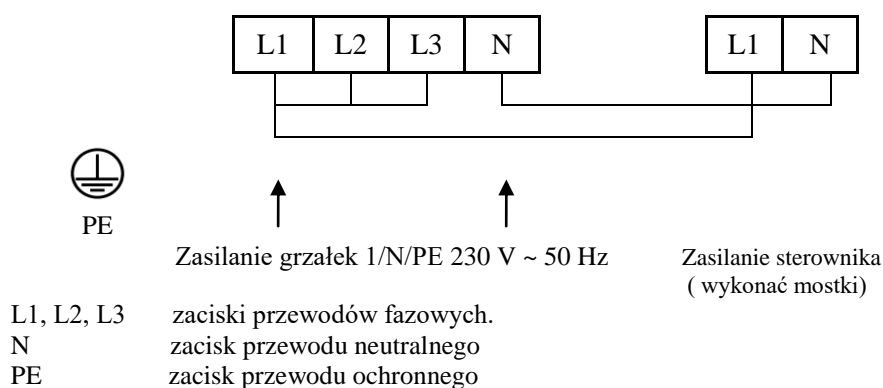 L1 L2 L3 N L1 N
PE
Zasilanie grzałek 1/N/PE 230 V ~ 50 Hz Zasilanie sterownika
( wykonać mostki)
L1, L2, L3 zaciski przewodów fazowych.
N zacisk przewodu neutralnego
PE zacisk przewodu ochronnego